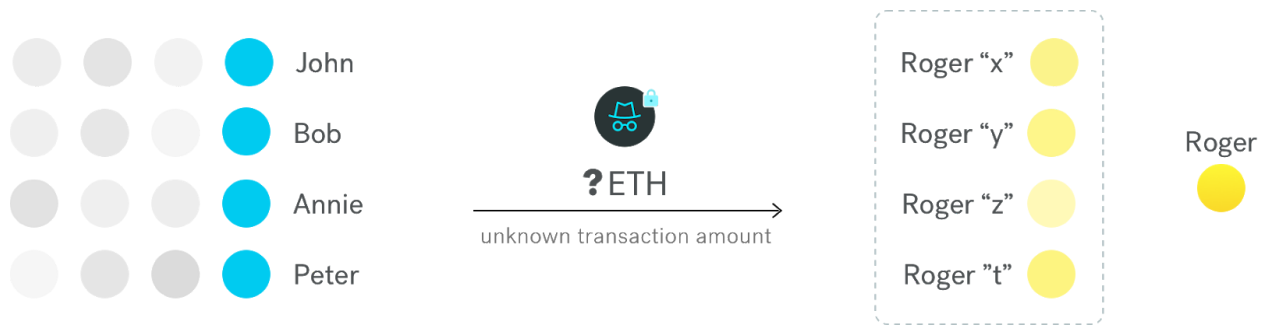 John
Bob
Annie
Peter
? ETH
unknown transaction amount
Roger “x”
Roger “y”
Roger “z”
Roger ”t”
Roger